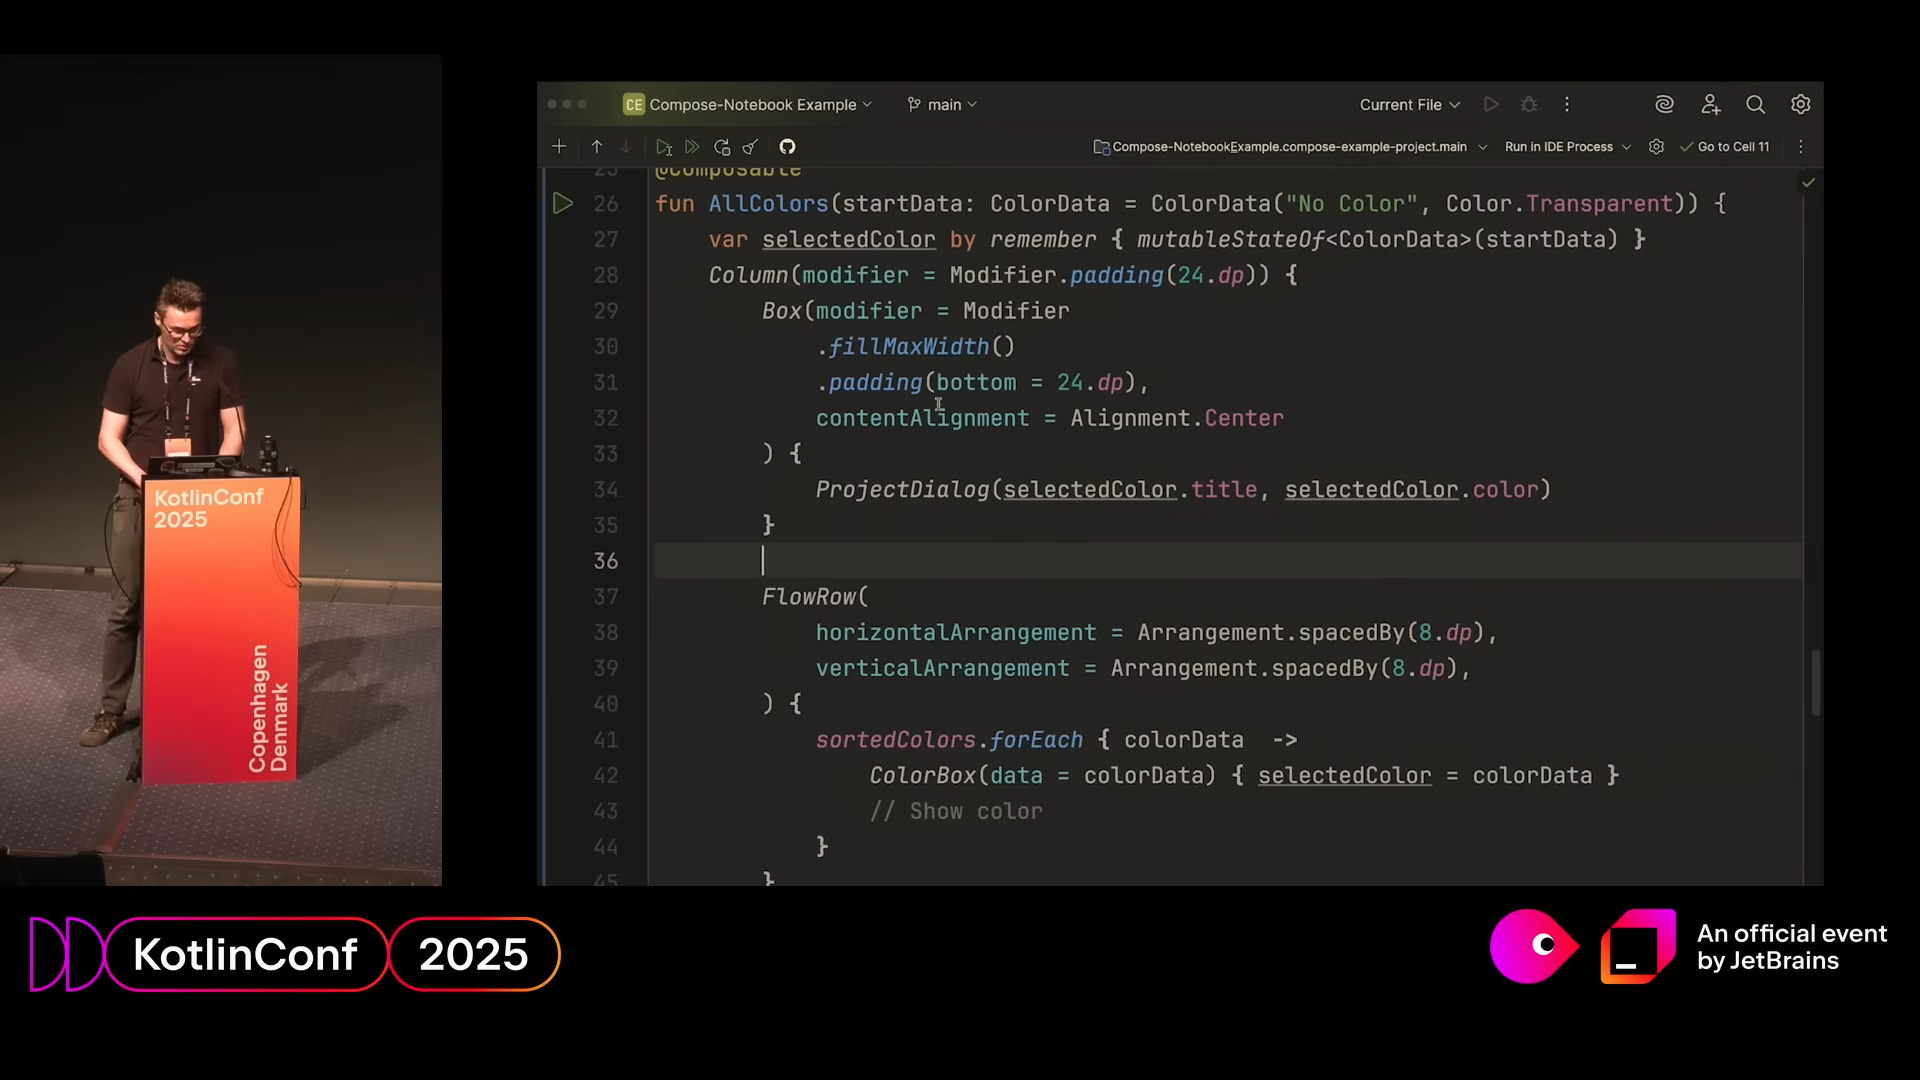 KotlinConf
2025
Copenhagen
Denmark
CE Compose-Notebook Example
main
Current File
Compose-NotebookExample.compose-example-project.main
Run in IDE Process
Go to Cell 11
25 @Composable
26 fun AllColors(startData: ColorData = ColorData("No Color", Color.Transparent)) {
27 var selectedColor by remember { mutableStateOf<ColorData>(startData) }
28 Column(modifier = Modifier.padding(24.dp)) {
29 Box(modifier = Modifier
30 .fillMaxWidth()
31 .padding(bottom = 24.dp),
32 contentAlignment = Alignment.Center
33 ) {
34 ProjectDialog(selectedColor.title, selectedColor.color)
35 }
36
37 FlowRow(
38 horizontalArrangement = Arrangement.spacedBy(8.dp),
39 verticalArrangement = Arrangement.spacedBy(8.dp),
40 ) {
41 sortedColors.forEach { colorData ->
42 ColorBox(data = colorData) { selectedColor = colorData }
43 // Show color
44 }
45 }
KotlinConf 2025
An official event
by JetBrains